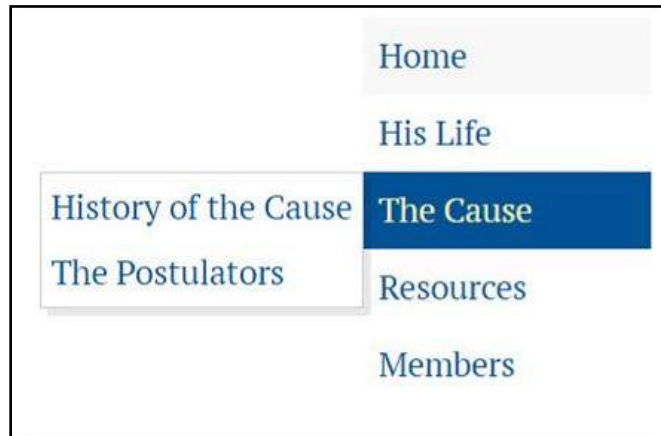 Home
His Life
The Cause
History of the Cause
The Postulators
Resources
Members